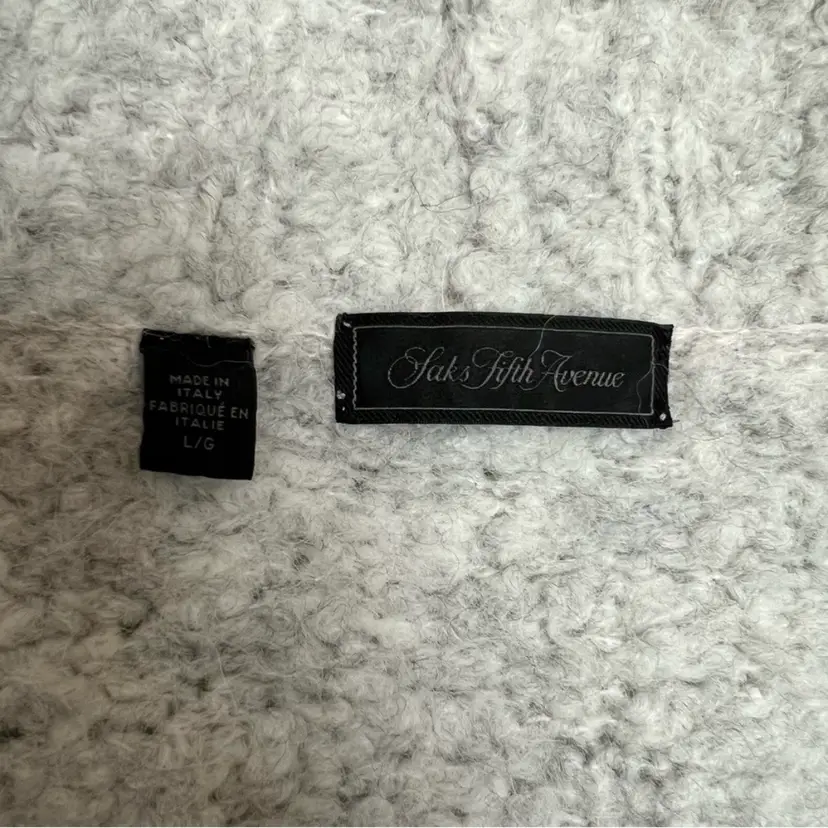 MADE IN
ITALY
FABRIQUÉ EN
ITALIE
L/G
Saks Fifth Avenue